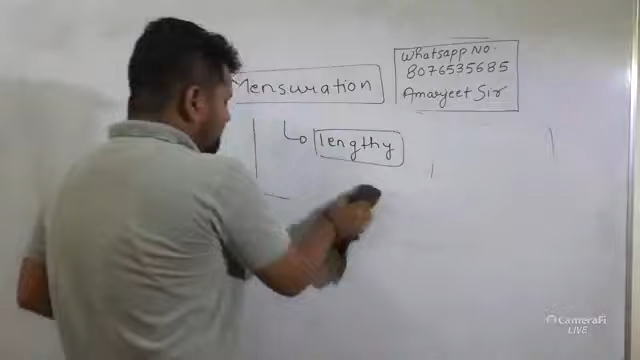 Mensuration
Whatsapp No.
8076535685
Amarjeet Sir
lengthy
CameraFi
LIVE